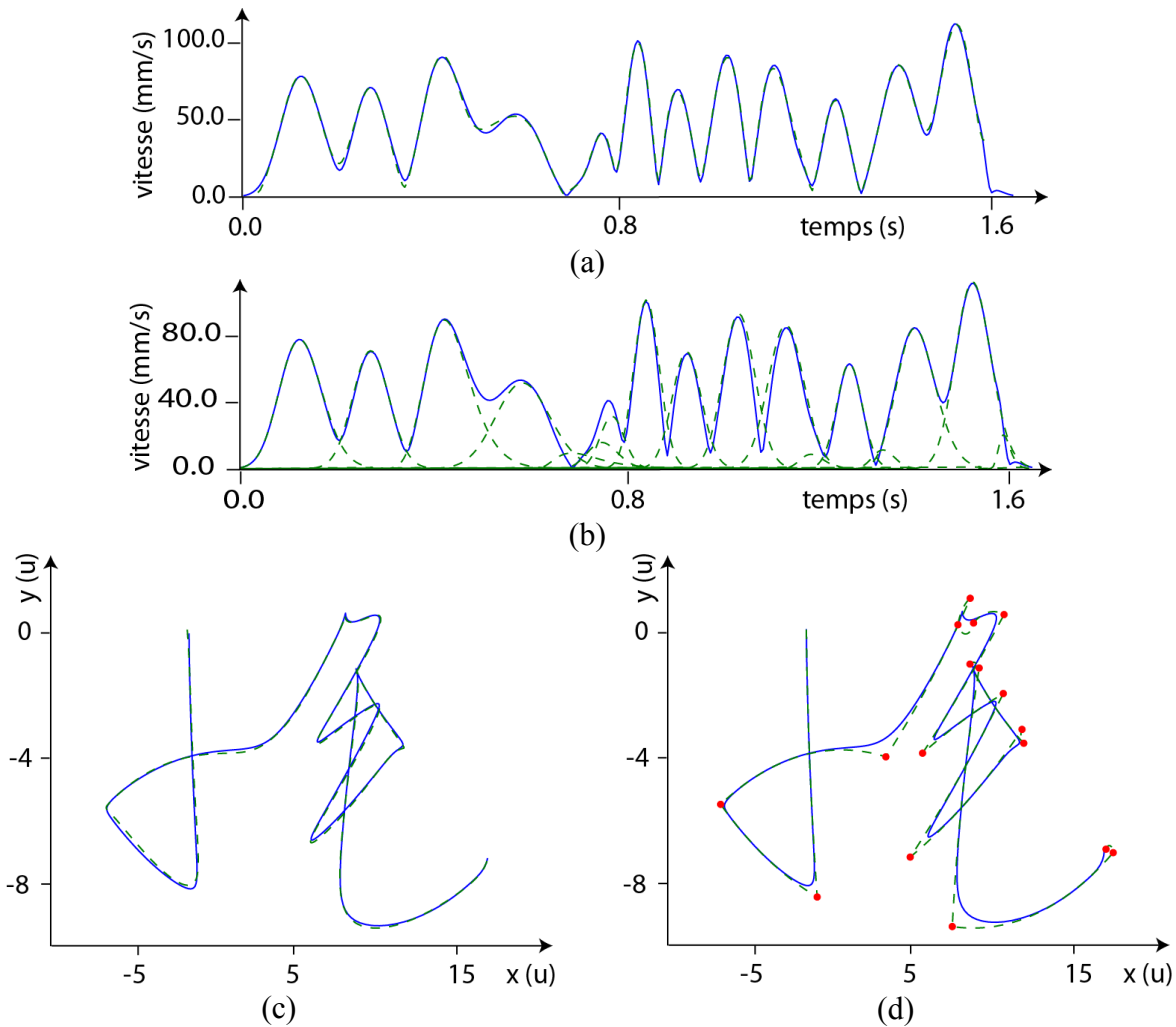 vitesse (mm/s)
100.0
50.0
0.0
0.0 0.8 temps (s) 1.6
(a)
vitesse (mm/s)
80.0
40.0
0.0
0.0 0.8 temps (s) 1.6
(b)
y (u)
0
-4
-8
-5 5 15 x (u)
(c)
y (u)
0
-4
-8
-5 5 15 x (u)
(d)